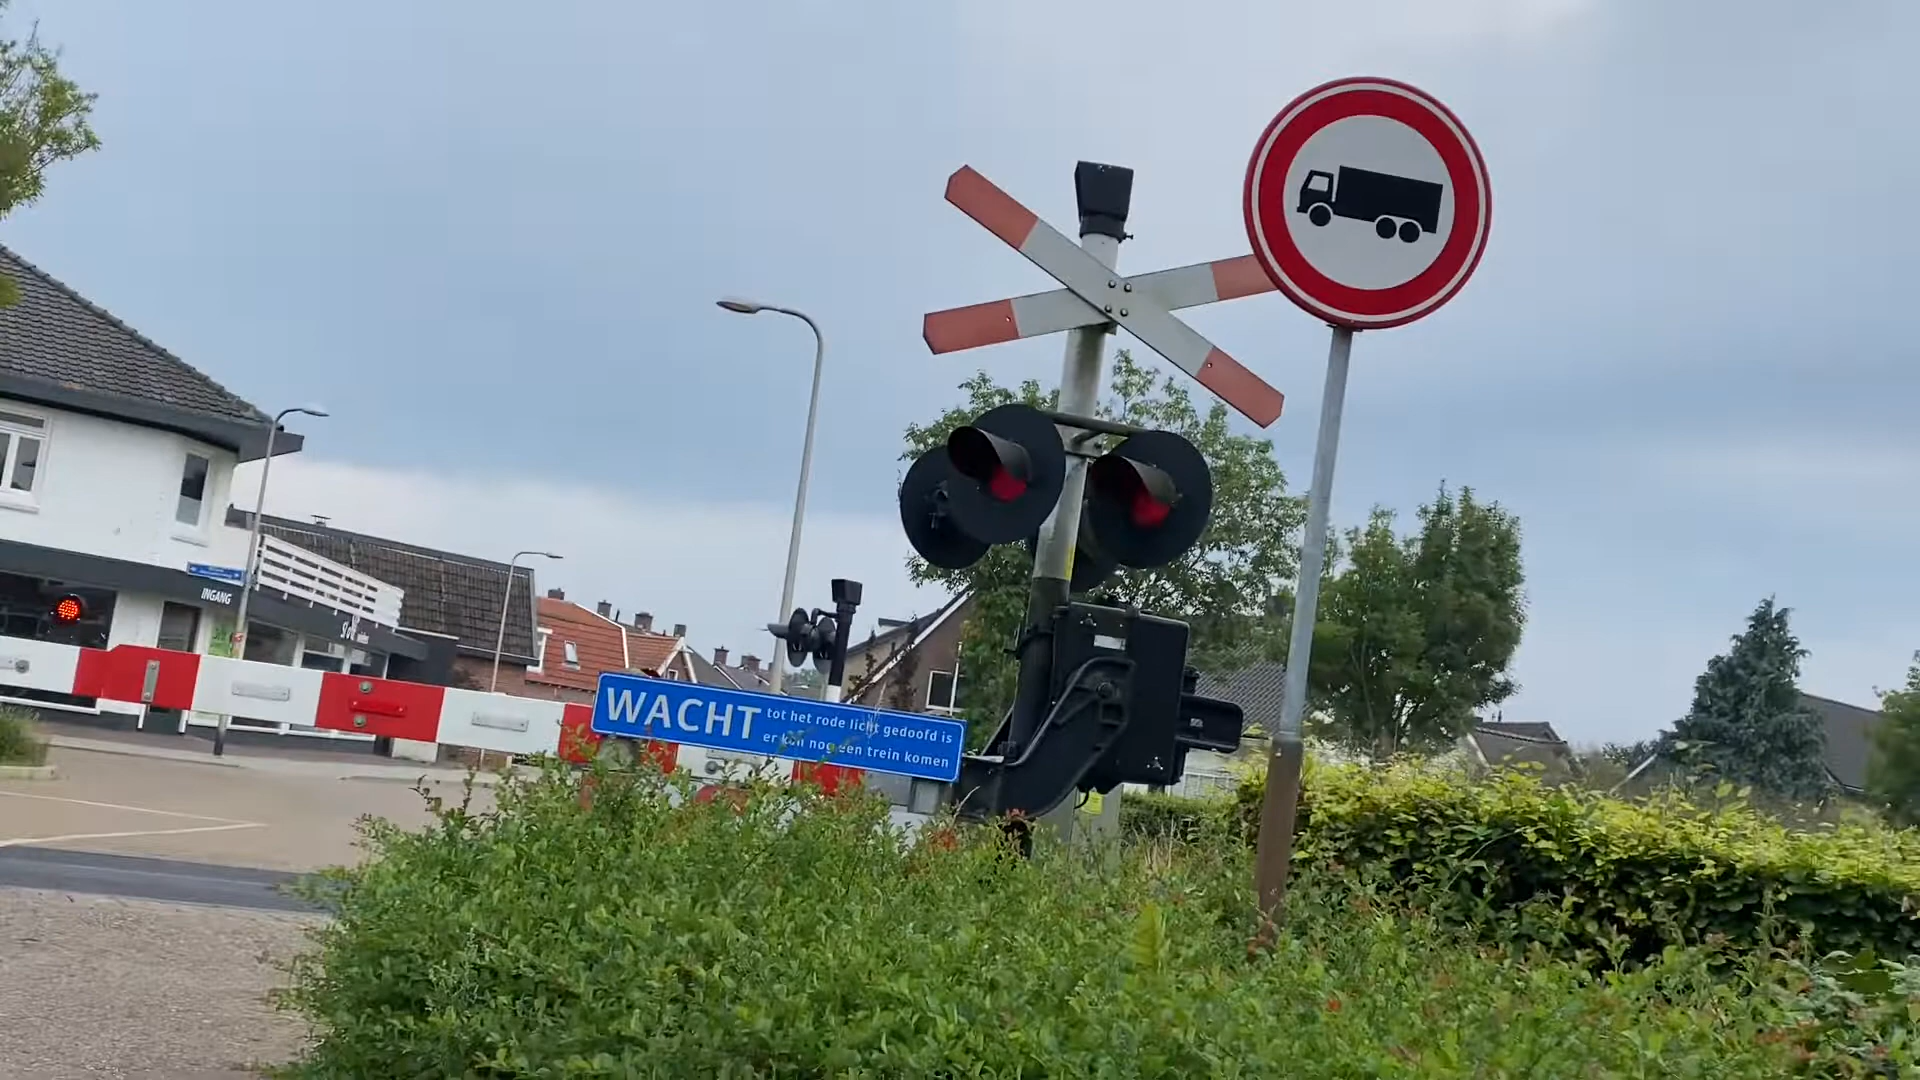 INGANG
WACHT
tot het rode licht gedoofd is
er kan nog een trein komen